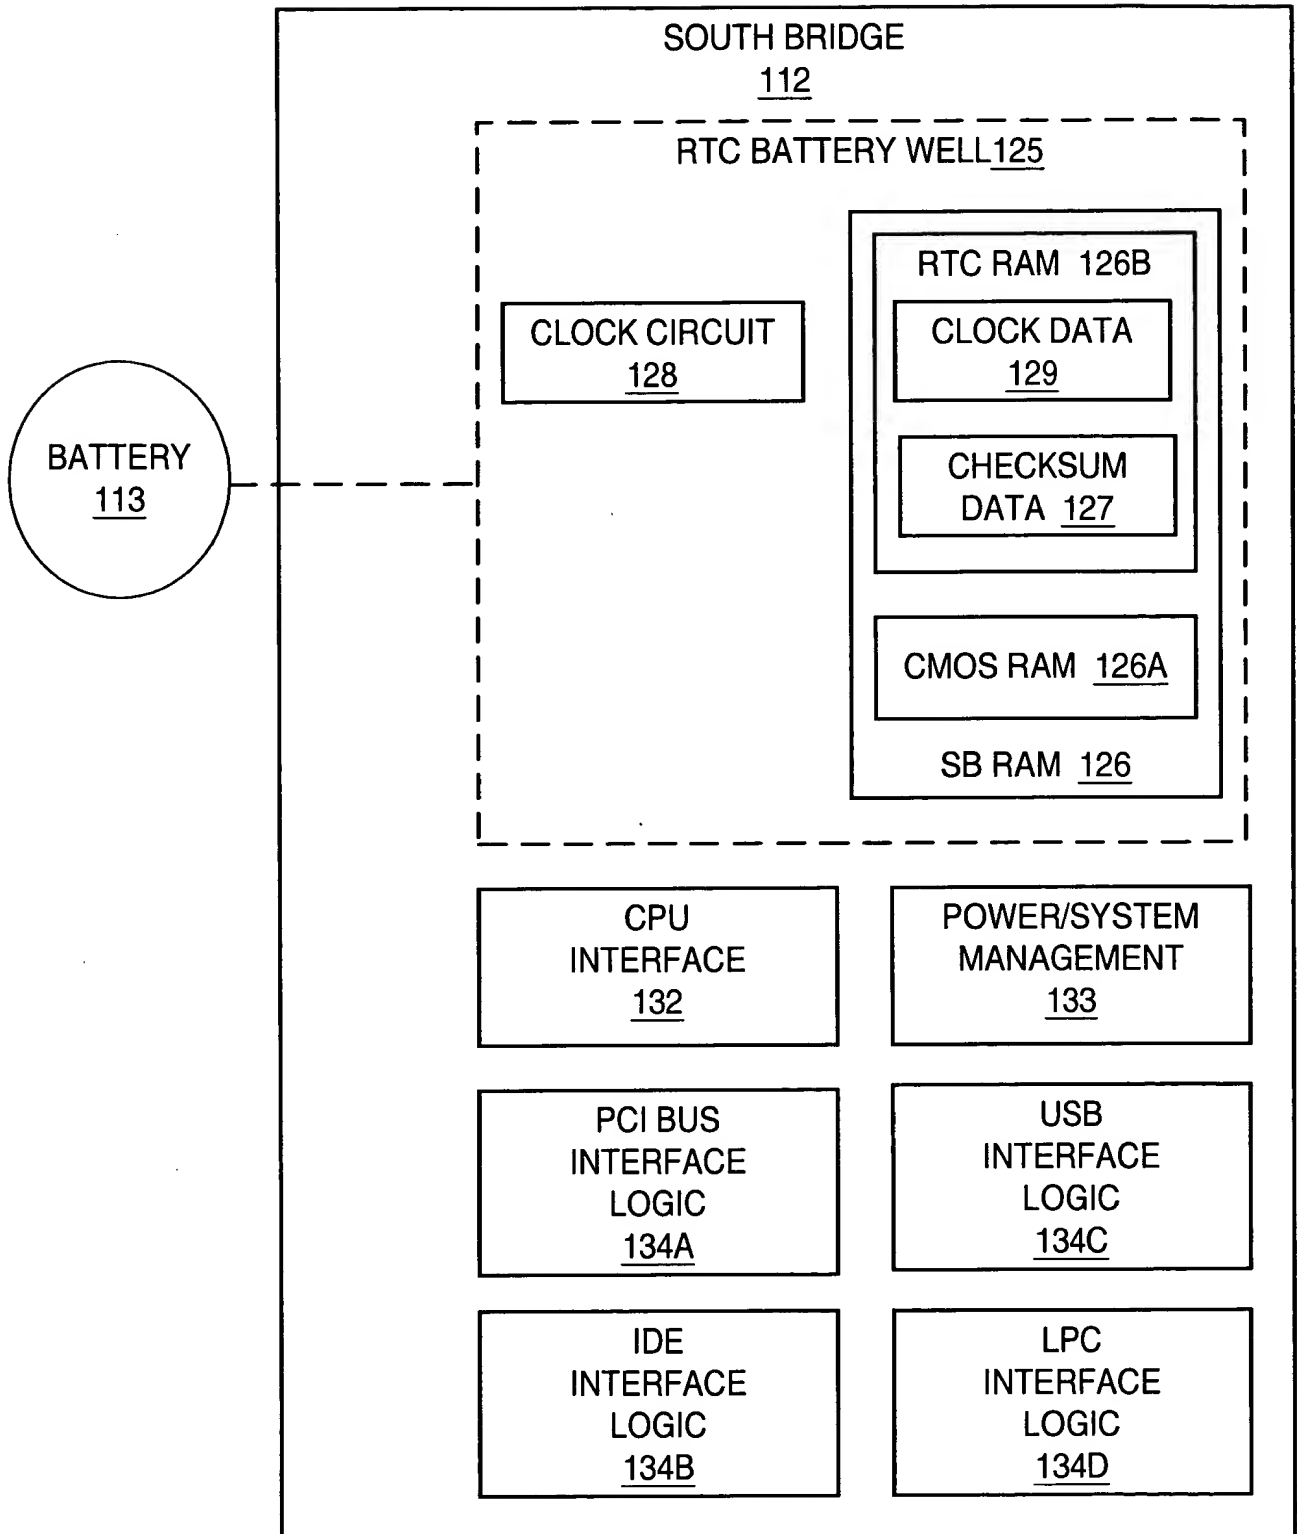 SOUTH BRIDGE
112
RTC BATTERY WELL125
RTC RAM 126B
CLOCK CIRCUIT
128
CLOCK DATA
129
BATTERY
113
CHECKSUM
DATA 127
CMOS RAM 126A
SB RAM 126
CPU
INTERFACE
132
POWER/SYSTEM
MANAGEMENT
133
PCI BUS
INTERFACE
LOGIC
134A
USB
INTERFACE
LOGIC
134C
IDE
INTERFACE
LOGIC
134B
LPC
INTERFACE
LOGIC
134D